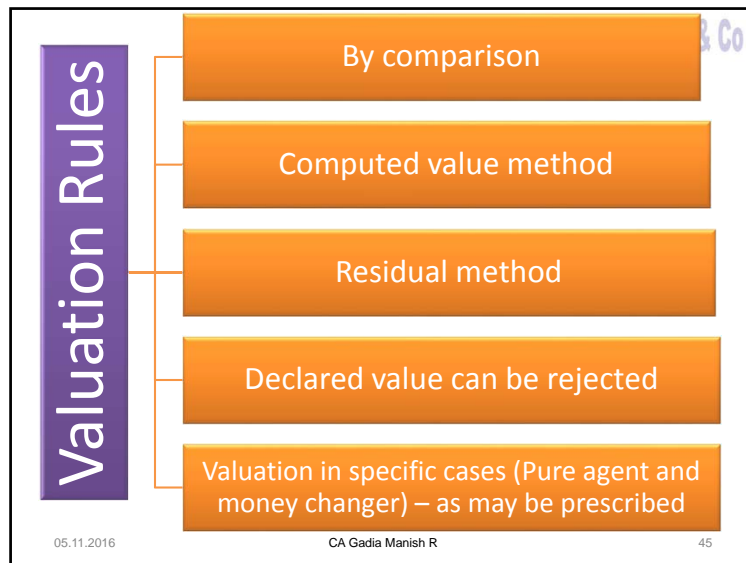 & Co
Valuation Rules
By comparison
Computed value method
Residual method
Declared value can be rejected
Valuation in specific cases (Pure agent and
money changer) – as may be prescribed
05.11.2016
CA Gadia Manish R
45